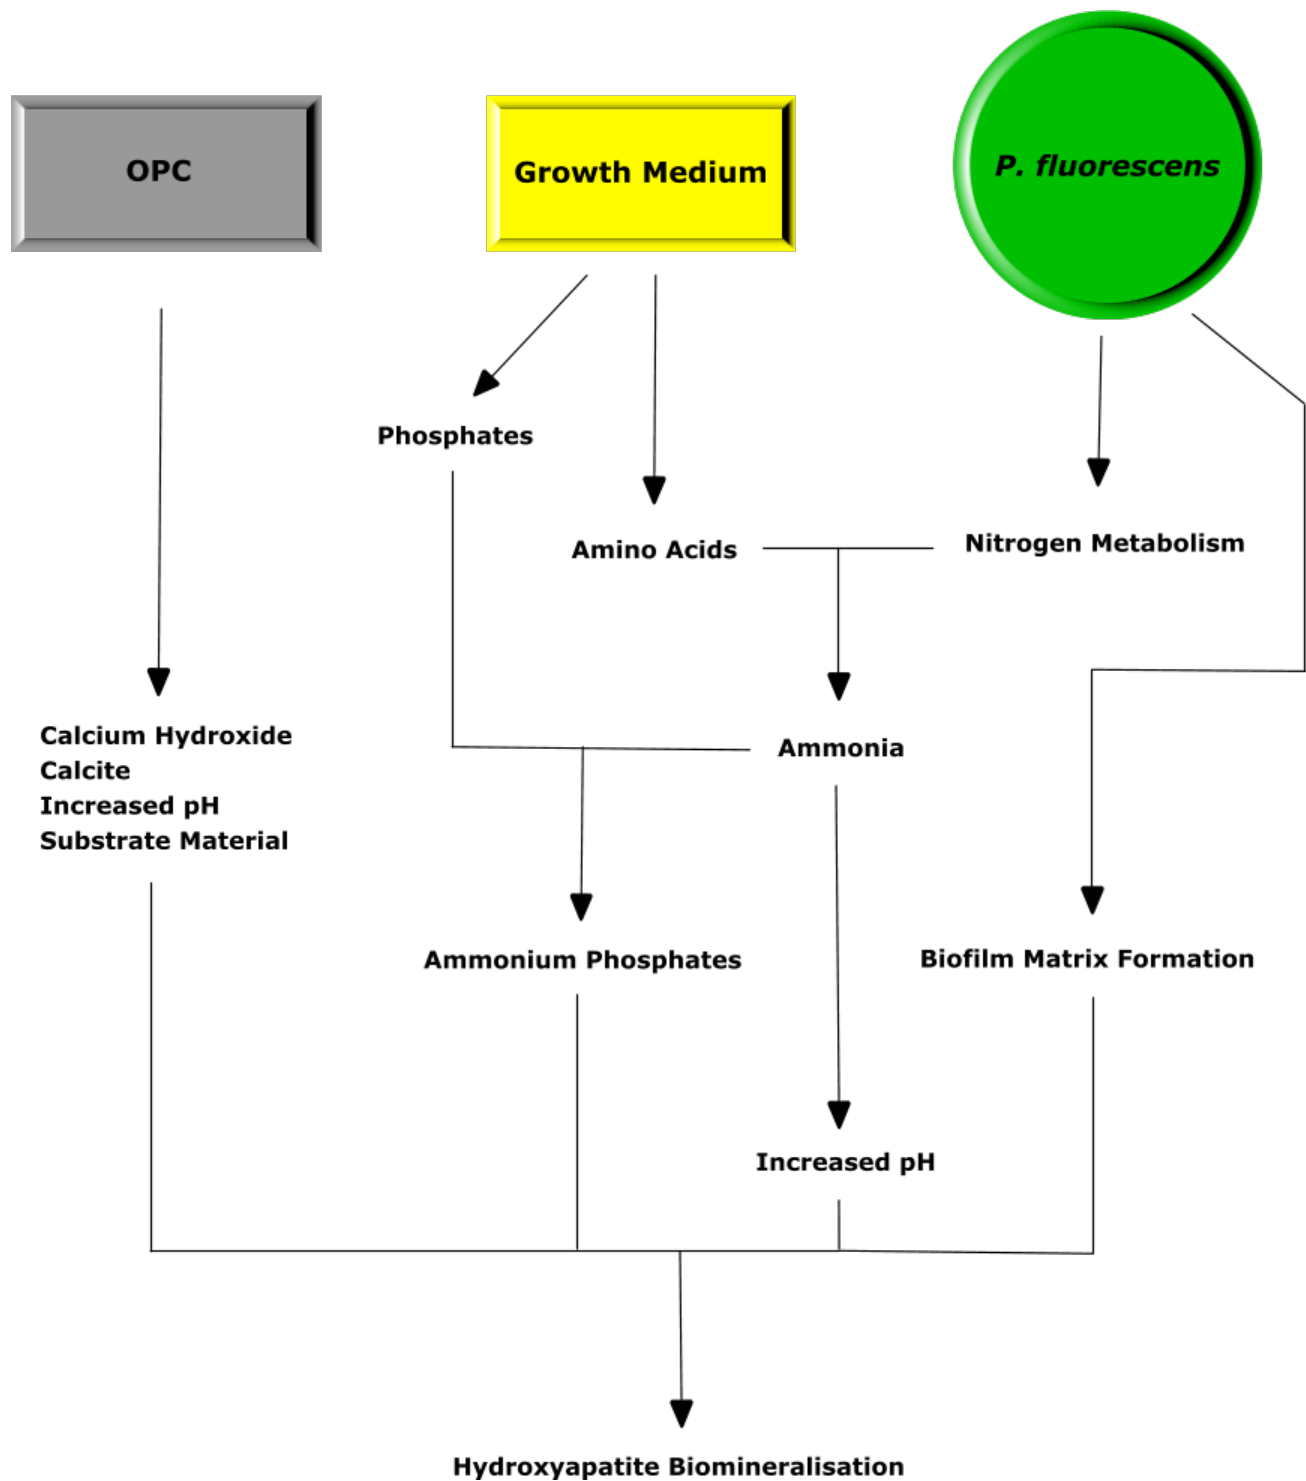 OPC
Growth Medium
P. fluorescens
Phosphates
Amino Acids
Nitrogen Metabolism
Calcium Hydroxide
Calcite
Increased pH
Substrate Material
Ammonia
Ammonium Phosphates
Biofilm Matrix Formation
Increased pH
Hydroxyapatite Biomineralisation